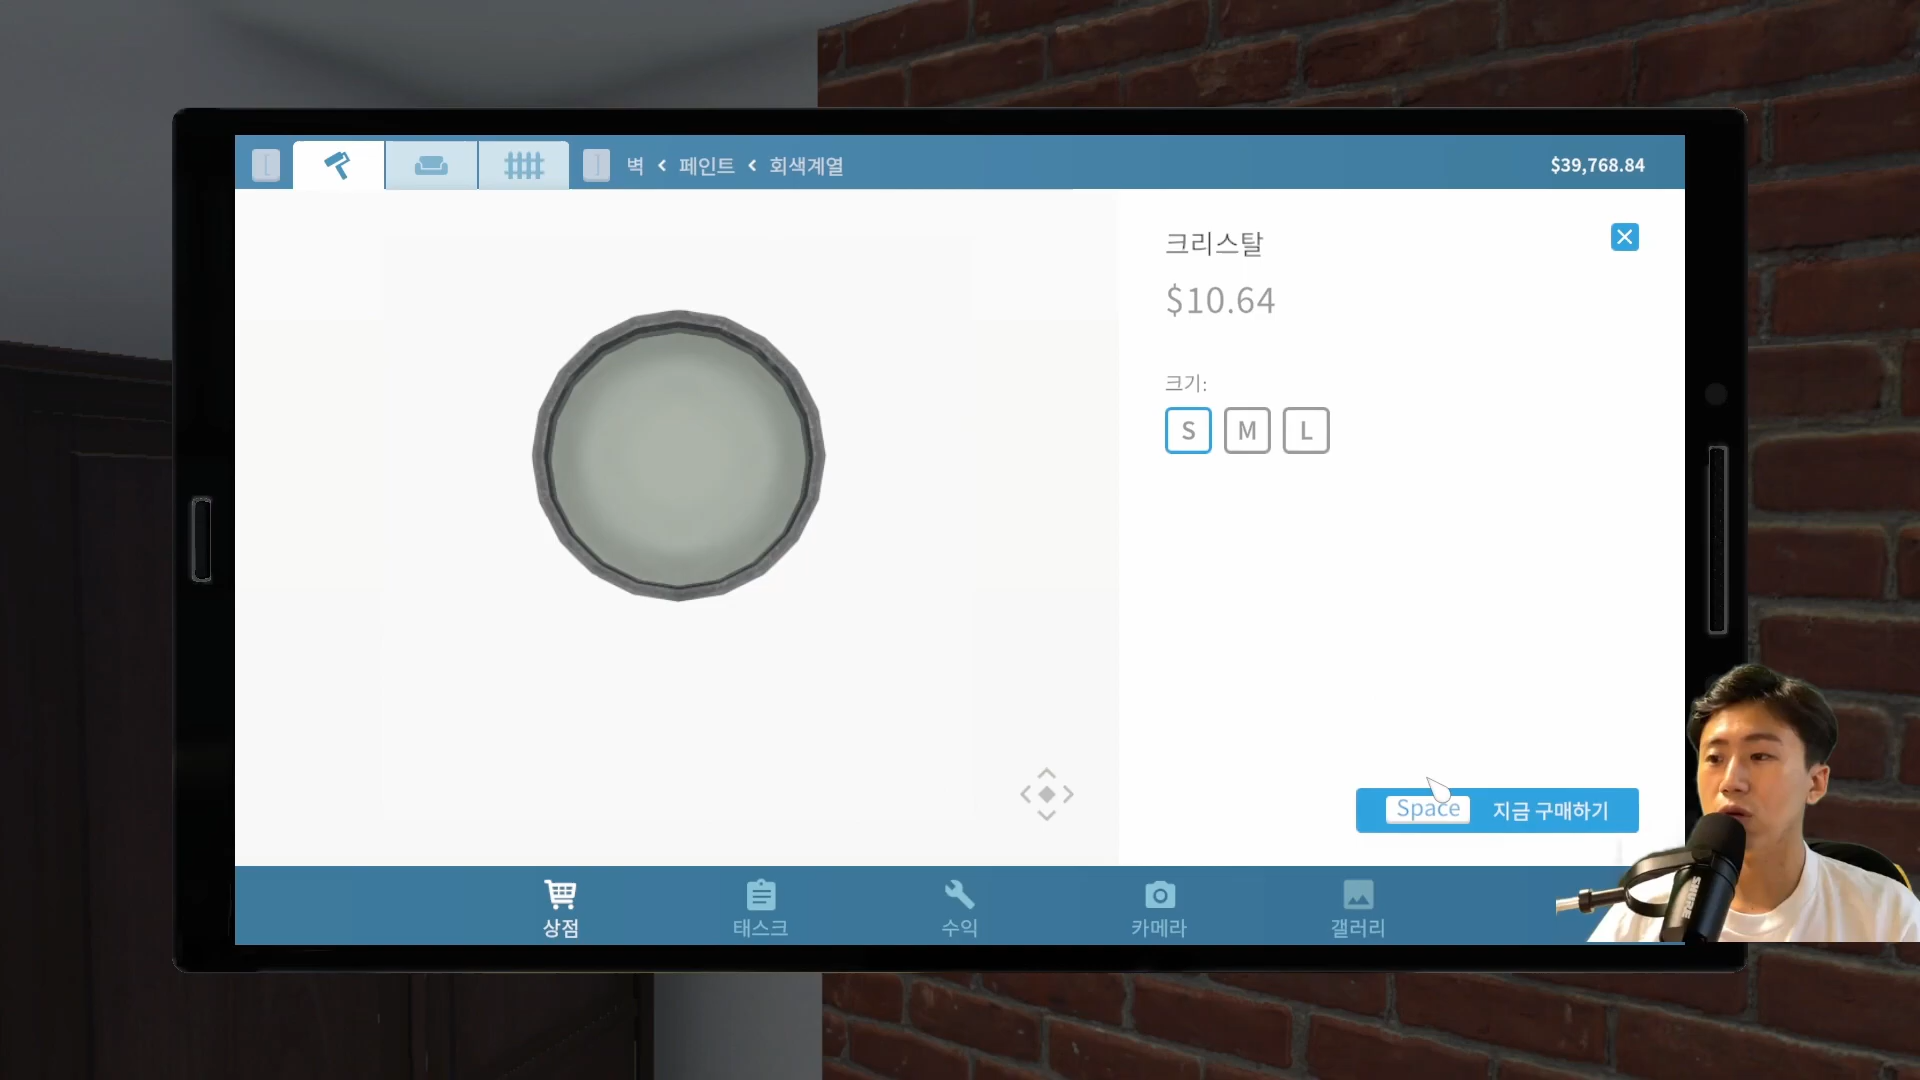 [ ] 벽 < 페인트 < 회색계열 $39,768.84
크리스탈
$10.64
크기:
S M L
Space 지금 구매하기
상점 태스크 수익 카메라 갤러리
SHURE